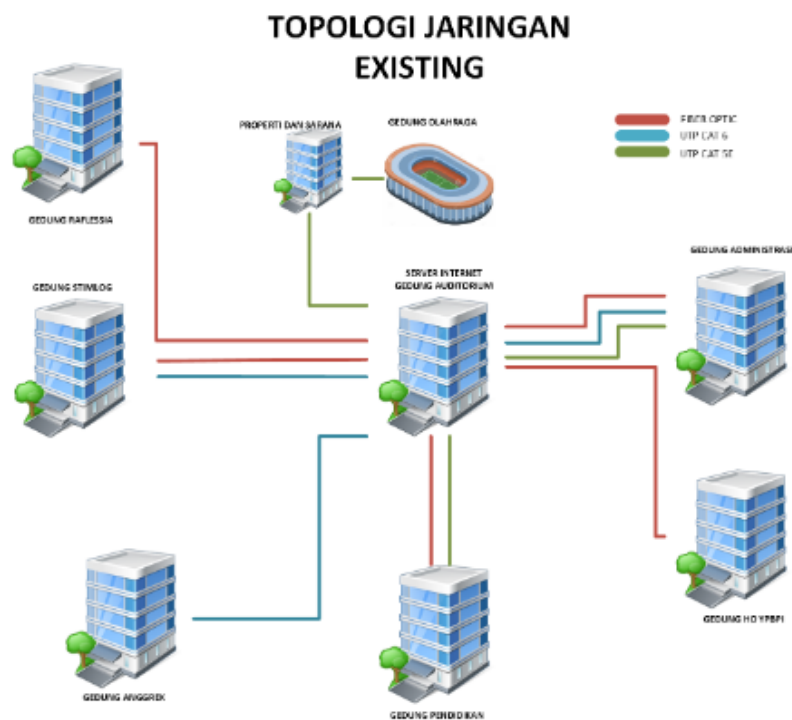 TOPOLOGI JARINGAN
EXISTING
PROPERTI DAN SARANA
GEDUNG OLAHRAGA
FIBER OPTIC
UTP CAT 6
UTP CAT 5E
GEDUNG RAFLESSIA
GEDUNG ADMINISTRASI
GEDUNG STIMLOG
SERVER INTERNET
GEDUNG AUDITORIUM
GEDUNG HO YPBPI
GEDUNG ANGGREK
GEDUNG PENDIDIKAN